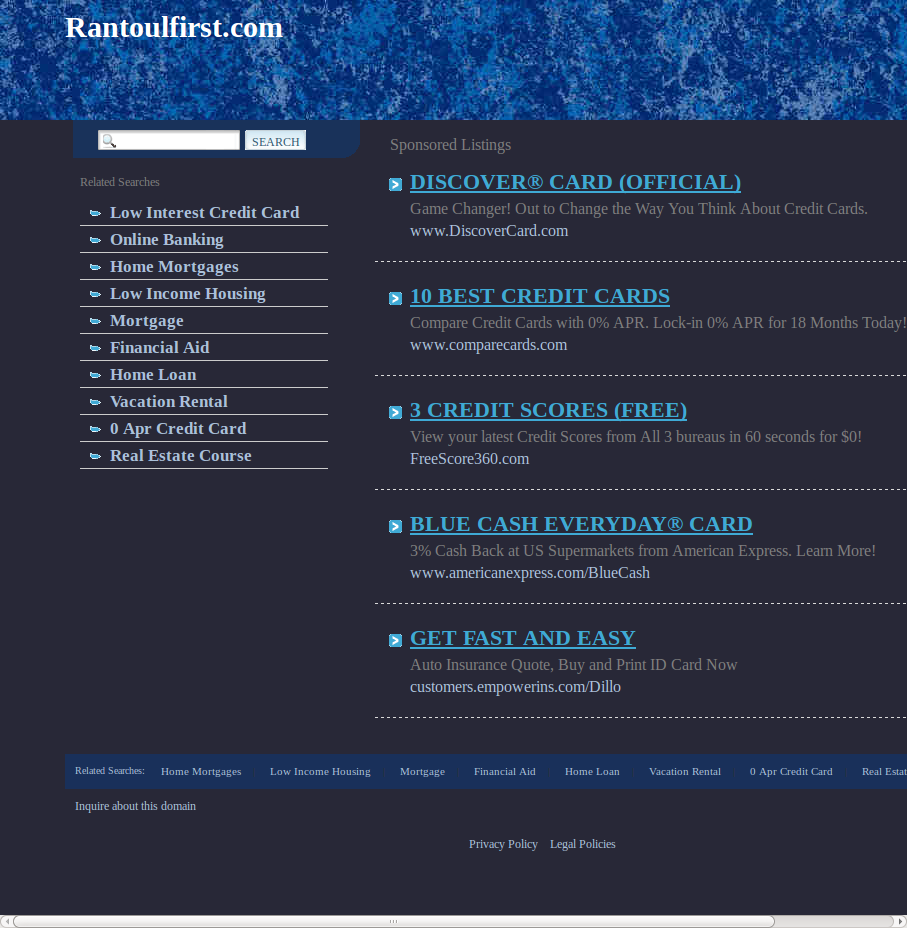 Rantoulfirst.com
SEARCH
Related Searches
Low Interest Credit Card
Online Banking
Home Mortgages
Low Income Housing
Mortgage
Financial Aid
Home Loan
Vacation Rental
0 Apr Credit Card
Real Estate Course
Sponsored Listings
DISCOVER® CARD (OFFICIAL)
Game Changer! Out to Change the Way You Think About Credit Cards.
www.DiscoverCard.com
10 BEST CREDIT CARDS
Compare Credit Cards with 0% APR. Lock-in 0% APR for 18 Months Today!
www.comparecards.com
3 CREDIT SCORES (FREE)
View your latest Credit Scores from All 3 bureaus in 60 seconds for $0!
FreeScore360.com
BLUE CASH EVERYDAY® CARD
3% Cash Back at US Supermarkets from American Express. Learn More!
www.americanexpress.com/BlueCash
GET FAST AND EASY
Auto Insurance Quote, Buy and Print ID Card Now
customers.empowerins.com/Dillo
Related Searches: Home Mortgages Low Income Housing Mortgage Financial Aid Home Loan Vacation Rental 0 Apr Credit Card Real Estat
Inquire about this domain
Privacy Policy Legal Policies